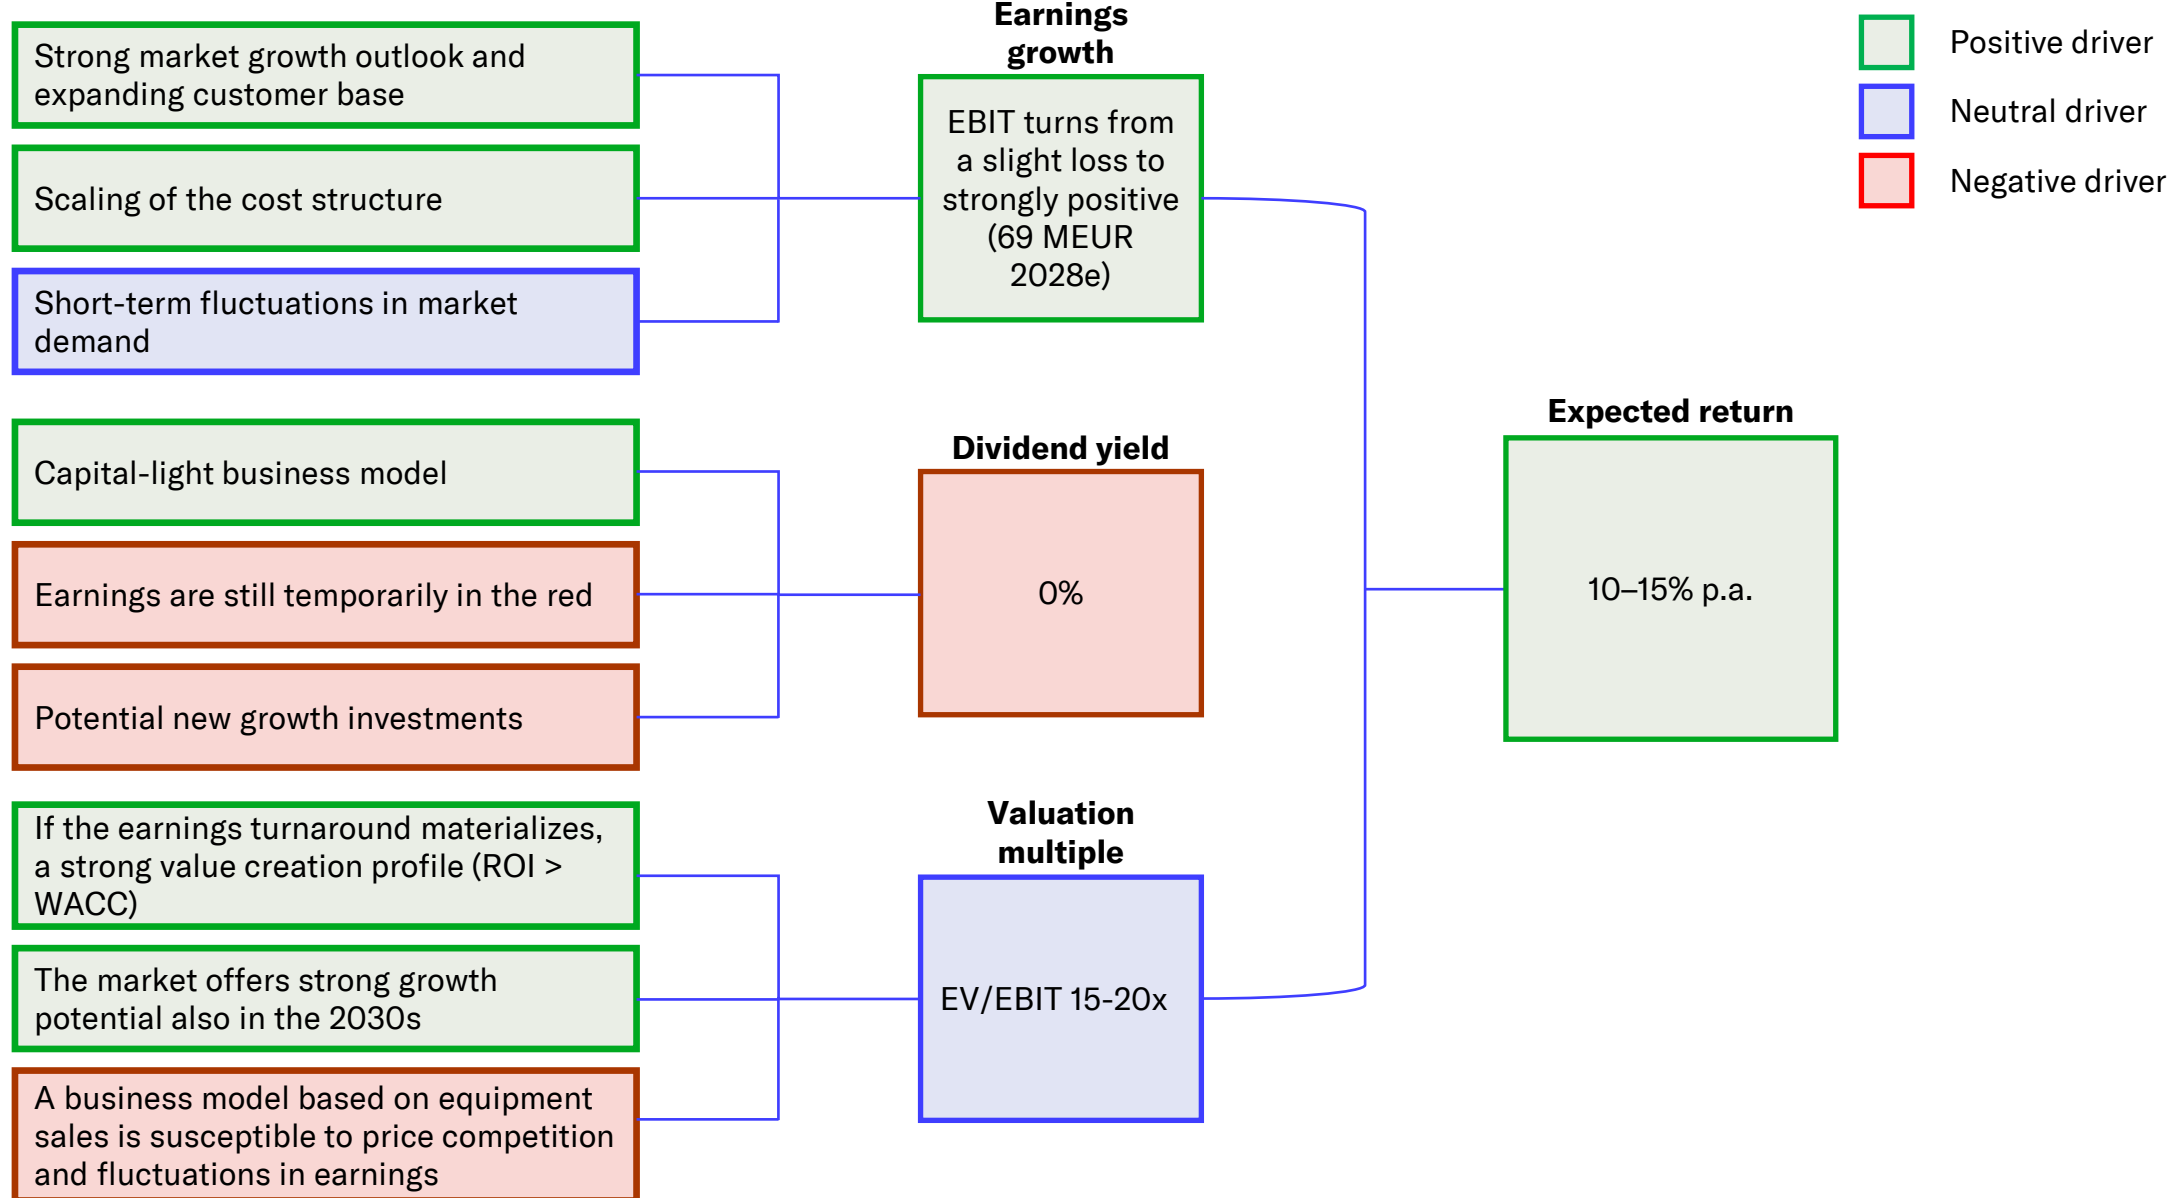 Strong market growth outlook and
expanding customer base
Scaling of the cost structure
Short-term fluctuations in market
demand
Earnings
growth
EBIT turns from
a slight loss to
strongly positive
(69 MEUR
2028e)
Capital-light business model
Earnings are still temporarily in the red
Potential new growth investments
Dividend yield
0%
If the earnings turnaround materializes,
a strong value creation profile (ROI >
WACC)
The market offers strong growth
potential also in the 2030s
A business model based on equipment
sales is susceptible to price competition
and fluctuations in earnings
Valuation
multiple
EV/EBIT 15-20x
Expected return
10–15% p.a.
Positive driver
Neutral driver
Negative driver